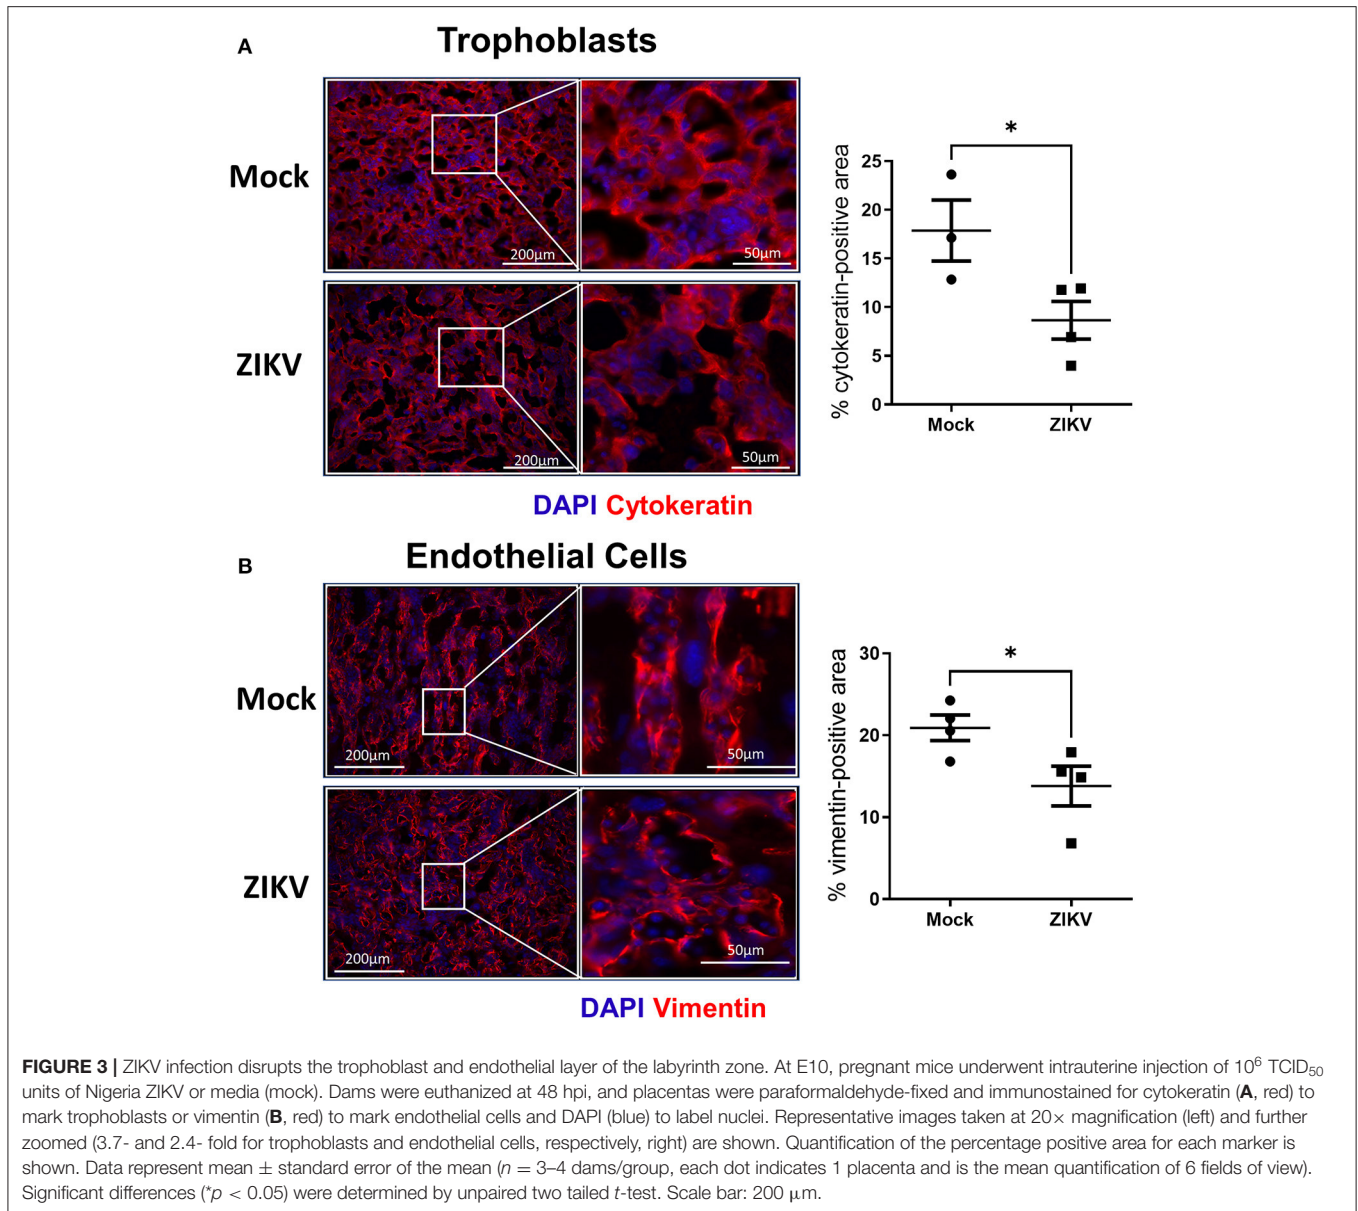 A
Trophoblasts
Mock
200µm
50µm
ZIKV
200µm
50µm
DAPI Cytokeratin
*
% cytokeratin-positive area
25
20
15
10
5
0
Mock
ZIKV
B
Endothelial Cells
Mock
200µm
50µm
ZIKV
200µm
50µm
DAPI Vimentin
*
% vimentin-positive area
30
20
10
0
Mock
ZIKV
FIGURE 3 | ZIKV infection disrupts the trophoblast and endothelial layer of the labyrinth zone. At E10, pregnant mice underwent intrauterine injection of 10⁶ TCID₅₀
units of Nigeria ZIKV or media (mock). Dams were euthanized at 48 hpi, and placentas were paraformaldehyde-fixed and immunostained for cytokeratin (A, red) to
mark trophoblasts or vimentin (B, red) to mark endothelial cells and DAPI (blue) to label nuclei. Representative images taken at 20× magnification (left) and further
zoomed (3.7- and 2.4- fold for trophoblasts and endothelial cells, respectively, right) are shown. Quantification of the percentage positive area for each marker is
shown. Data represent mean ± standard error of the mean (n = 3–4 dams/group, each dot indicates 1 placenta and is the mean quantification of 6 fields of view).
Significant differences (*p < 0.05) were determined by unpaired two tailed t-test. Scale bar: 200 µm.